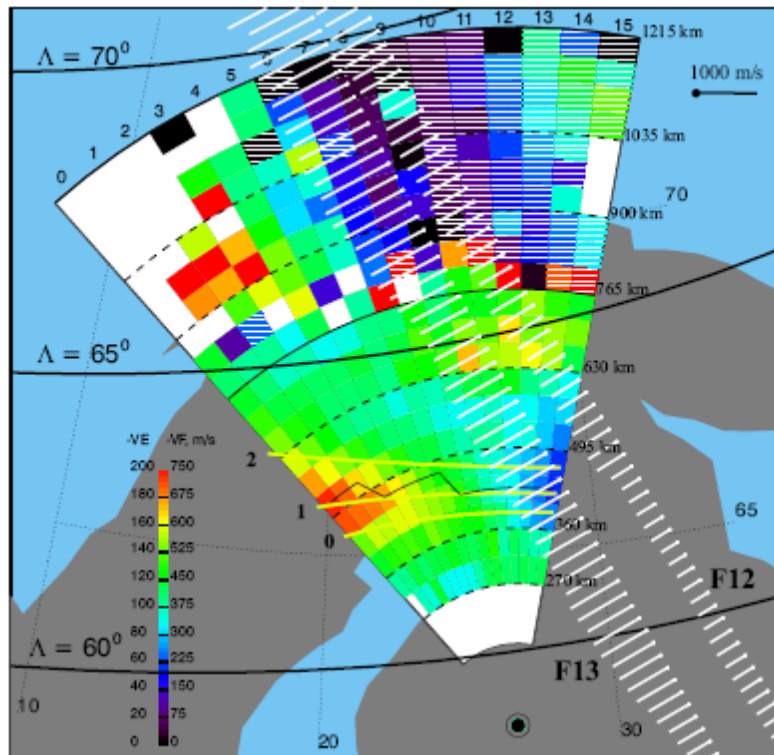 0 1 2 3 4 5 6 7 8 9 10 11 12 13 14 15
1215 km
Λ = 70⁰
1000 m/s
1035 km
70
900 km
765 km
Λ = 65⁰
630 km
-VE -VF, m/s
200 750
180 675
160 600
140 525
120 450
100 375
80 300
60 225
40 150
20 75
0 0
2
495 km
1
0
65
360 km
270 km
F12
Λ = 60⁰
F13
10
20
30